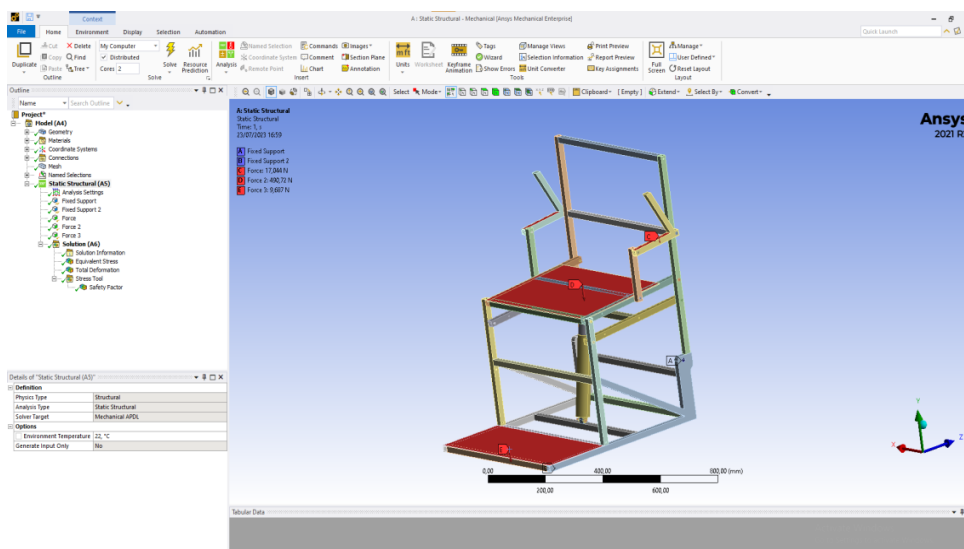 Context
A : Static Structural - Mechanical [Ansys Mechanical Enterprise]
File Home Environment Display Selection Automation
Quick Launch
Duplicate Cut Delete My Computer
Copy Find Distributed
Paste Tree Cores 2
Outline
Solve Resource Prediction
Solve
Analysis Named Selection Commands Images
Coordinate System Comment Section Plane
Remote Point Chart Annotation
Insert
Units Worksheet Keyframe Animation
Tags Manage Views Print Preview
Wizard Selection Information Report Preview
Show Errors Unit Converter Key Assignments
Tools
Full Screen Manage
User Defined
Reset Layout
Layout
Outline
Name Search Outline
Select Mode Clipboard [ Empty ] Extend Select By Convert
Project*
Model (A4)
Geometry
Materials
Coordinate Systems
Connections
Mesh
Named Selections
Static Structural (A5)
Analysis Settings
Fixed Support
Fixed Support 2
Force
Force 2
Force 3
Solution (A6)
Solution Information
Equivalent Stress
Total Deformation
Stress Tool
Safety Factor
A: Static Structural
Static Structural
Time: 1, s
23/07/2023 16:59
A Fixed Support
B Fixed Support 2
C Force: 17,044 N
D Force 2: 490,72 N
E Force 3: 9,687 N
Ansys
2021 R
A
Y
X
Z
0,00 400,00 800,00 (mm)
200,00 600,00
Details of "Static Structural (A5)"
Definition
Physics Type Structural
Analysis Type Static Structural
Solver Target Mechanical APDL
Options
Environment Temperature 22, °C
Generate Input Only No
Tabular Data